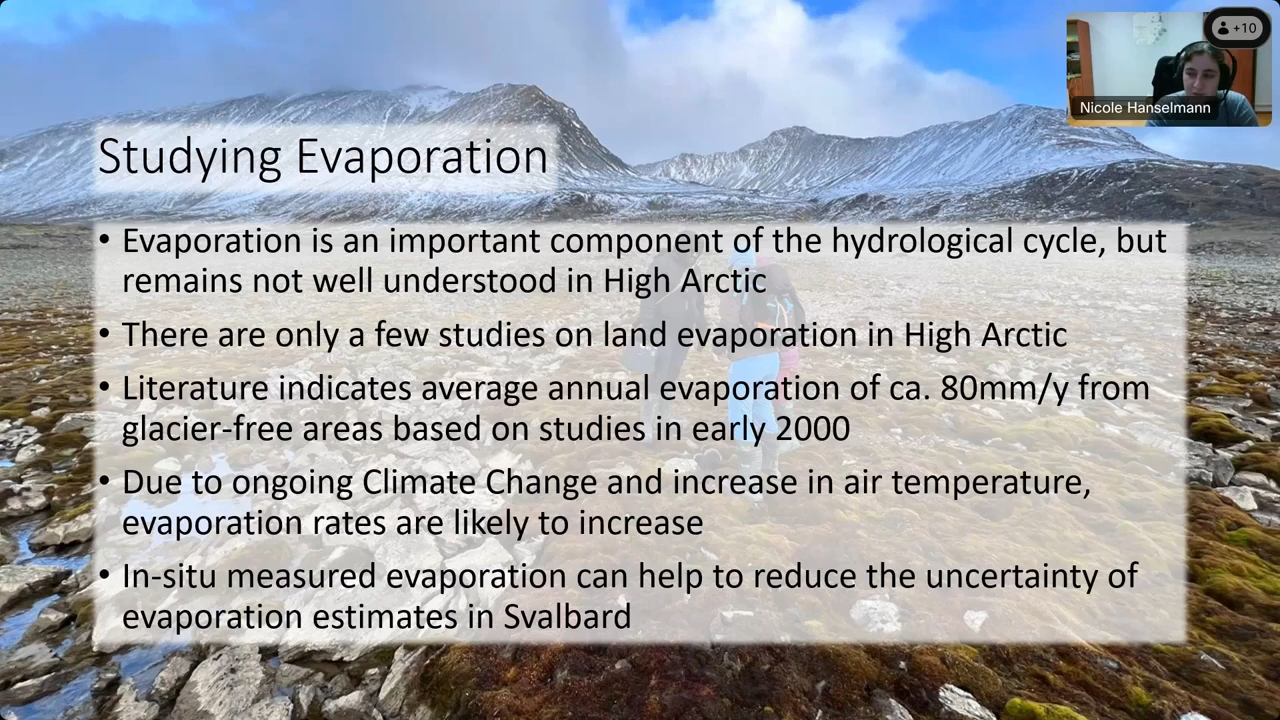 +10
Nicole Hanselmann
Studying Evaporation
• Evaporation is an important component of the hydrological cycle, but
remains not well understood in High Arctic
• There are only a few studies on land evaporation in High Arctic
• Literature indicates average annual evaporation of ca. 80mm/y from
glacier-free areas based on studies in early 2000
• Due to ongoing Climate Change and increase in air temperature,
evaporation rates are likely to increase
• In-situ measured evaporation can help to reduce the uncertainty of
evaporation estimates in Svalbard